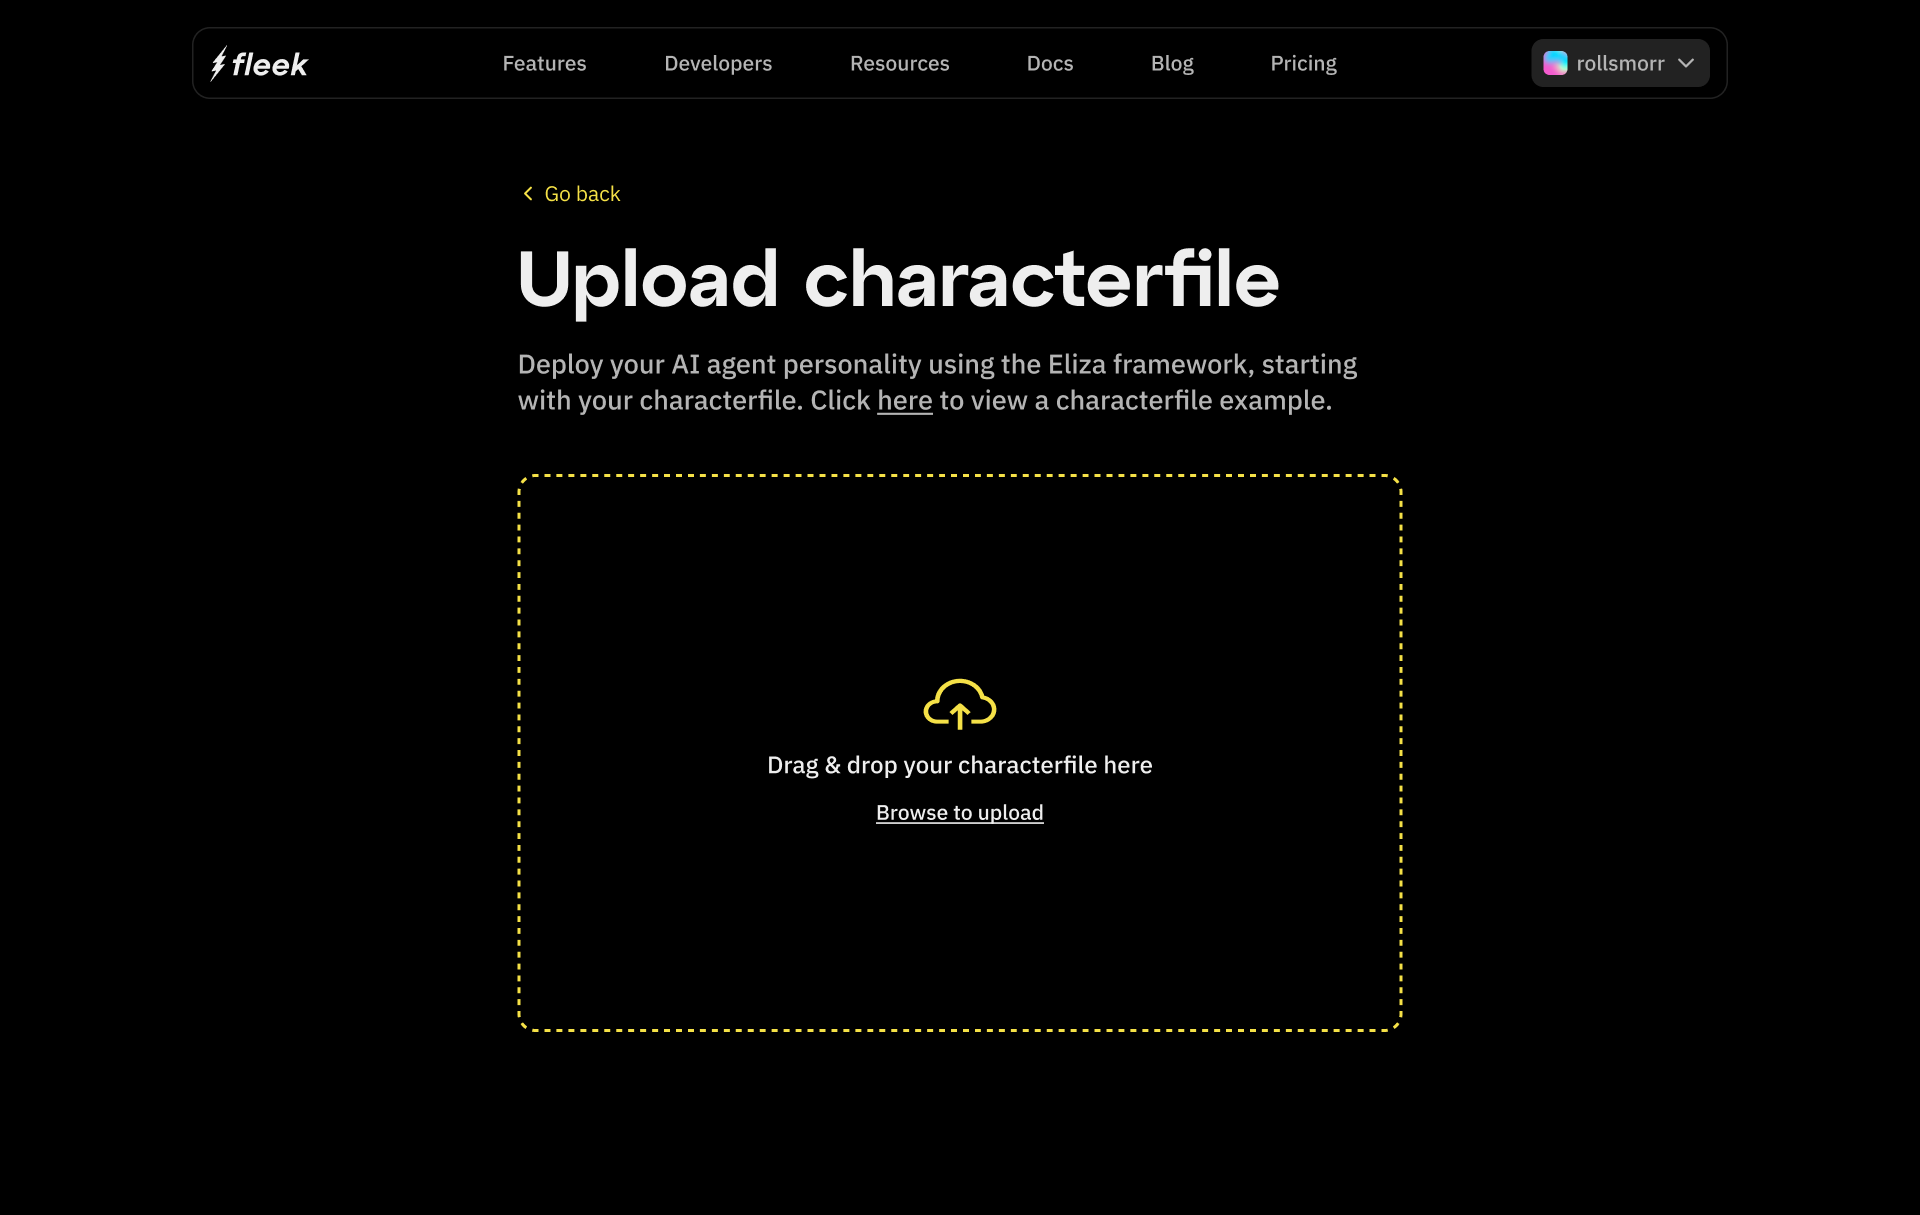 fleek
Features
Developers
Resources
Docs
Blog
Pricing
rollsmorr
Go back
Upload characterfile
Deploy your AI agent personality using the Eliza framework, starting
with your characterfile. Click here to view a characterfile example.
Drag & drop your characterfile here
Browse to upload